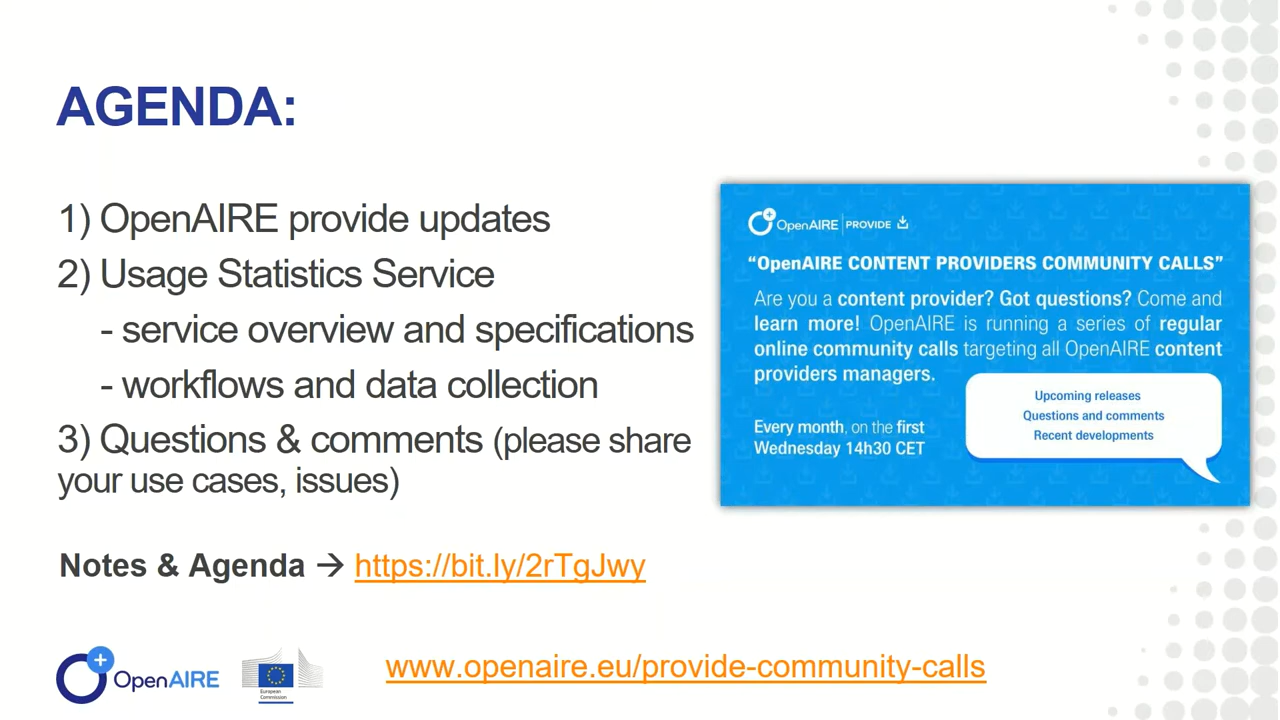 AGENDA:
1) OpenAIRE provide updates
2) Usage Statistics Service
- service overview and specifications
- workflows and data collection
3) Questions & comments (please share
your use cases, issues)
Notes & Agenda → https://bit.ly/2rTgJwy
OpenAIRE | PROVIDE
“OpenAIRE CONTENT PROVIDERS COMMUNITY CALLS”
Are you a content provider? Got questions? Come and
learn more! OpenAIRE is running a series of regular
online community calls targeting all OpenAIRE content
providers managers.
Every month, on the first
Wednesday 14h30 CET
Upcoming releases
Questions and comments
Recent developments
OpenAIRE
European
Commission
www.openaire.eu/provide-community-calls